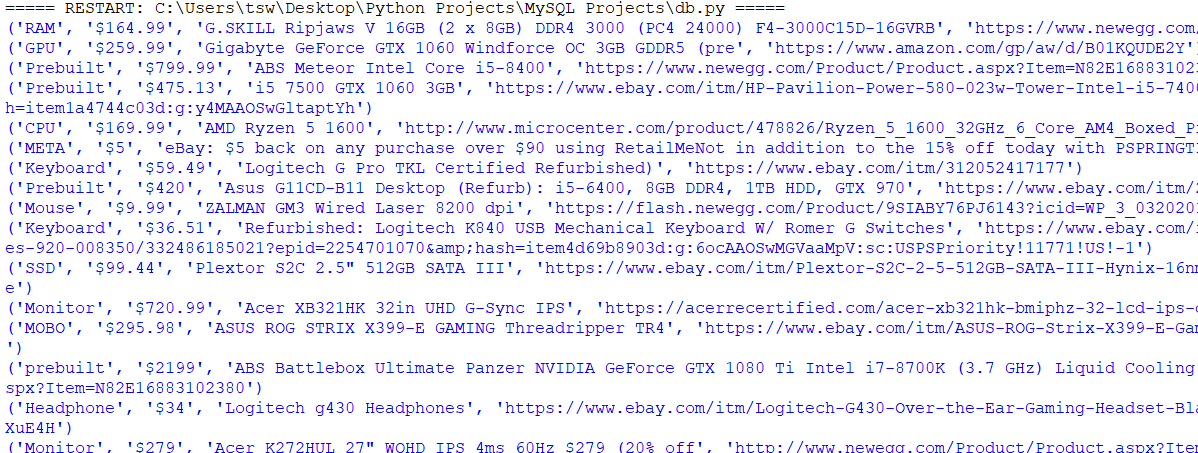 ===== RESTART: C:\Users\tsw\Desktop\Python Projects\MySQL Projects\db.py =====
('RAM', '$164.99', 'G.SKILL Ripjaws V 16GB (2 x 8GB) DDR4 3000 (PC4 24000) F4-3000C15D-16GVRB', 'https://www.newegg.com/
('GPU', '$259.99', 'Gigabyte GeForce GTX 1060 Windforce OC 3GB GDDR5 (pre', 'https://www.amazon.com/gp/aw/d/B01KQUDE2Y'
('Prebuilt', '$799.99', 'ABS Meteor Intel Core i5-8400', 'https://www.newegg.com/Product/Product.aspx?Item=N82E168831023
('Prebuilt', '$475.13', 'i5 7500 GTX 1060 3GB', 'https://www.ebay.com/itm/HP-Pavilion-Power-580-023w-Tower-Intel-i5-7400
h=item1a4744c03d:g:y4MAAOSwGltaptYh')
('CPU', '$169.99', 'AMD Ryzen 5 1600', 'http://www.microcenter.com/product/478826/Ryzen_5_1600_32GHz_6_Core_AM4_Boxed_P
('META', '$5', 'eBay: $5 back on any purchase over $90 using RetailMeNot in addition to the 15% off today with PSPRINGT
('Keyboard', '$59.49', 'Logitech G Pro TKL Certified Refurbished)', 'https://www.ebay.com/itm/312052417177')
('Prebuilt', '$420', 'Asus G11CD-B11 Desktop (Refurb): i5-6400, 8GB DDR4, 1TB HDD, GTX 970', 'https://www.ebay.com/itm/
('Mouse', '$9.99', 'ZALMAN GM3 Wired Laser 8200 dpi', 'https://flash.newegg.com/Product/9SIABY76PJ6143?icid=WP_3_0320201
('Keyboard', '$36.51', 'Refurbished: Logitech K840 USB Mechanical Keyboard W/ Romer G Switches', 'https://www.ebay.com/
es-920-008350/332486185021?epid=2254701070&amp;hash=item4d69b8903d:g:6ocAAOSwMGVaaMpV:sc:USPSPriority!11771!US!-1')
('SSD', '$99.44', 'Plextor S2C 2.5" 512GB SATA III', 'https://www.ebay.com/itm/Plextor-S2C-2-5-512GB-SATA-III-Hynix-16nm
e')
('Monitor', '$720.99', 'Acer XB321HK 32in UHD G-Sync IPS', 'https://acerrecertified.com/acer-xb321hk-bmiphz-32-lcd-ips-
('MOBO', '$295.98', 'ASUS ROG STRIX X399-E GAMING Threadripper TR4', 'https://www.ebay.com/itm/ASUS-ROG-Strix-X399-E-Gam
')
('prebuilt', '$2199', 'ABS Battlebox Ultimate Panzer NVIDIA GeForce GTX 1080 Ti Intel i7-8700K (3.7 GHz) Liquid Cooling
spx?Item=N82E16883102380')
('Headphone', '$34', 'Logitech g430 Headphones', 'https://www.ebay.com/itm/Logitech-G430-Over-the-Ear-Gaming-Headset-Bla
XuE4H')
('Monitor', '$279', 'Acer K272HUL 27" WQHD IPS 4ms 60Hz $279 (20% off', 'http://www.newegg.com/Product/Product.aspx?Item